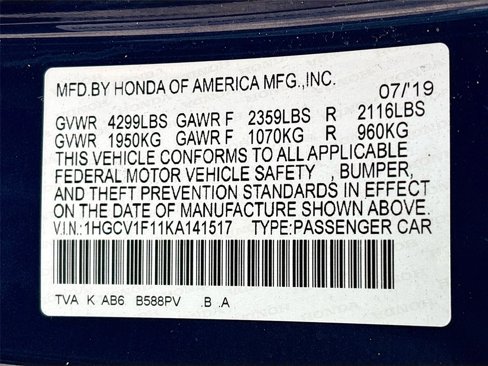 MFD.BY HONDA OF AMERICA MFG.,INC. 07/'19
GVWR 4299LBS GAWR F 2359LBS R 2116LBS
GVWR 1950KG GAWR F 1070KG R 960KG
THIS VEHICLE CONFORMS TO ALL APPLICABLE
FEDERAL MOTOR VEHICLE SAFETY , BUMPER,
AND THEFT PREVENTION STANDARDS IN EFFECT
ON THE DATE OF MANUFACTURE SHOWN ABOVE.
V.I.N.:1HGCV1F11KA141517 TYPE:PASSENGER CAR
TVA K AB6 B588PV .B .A